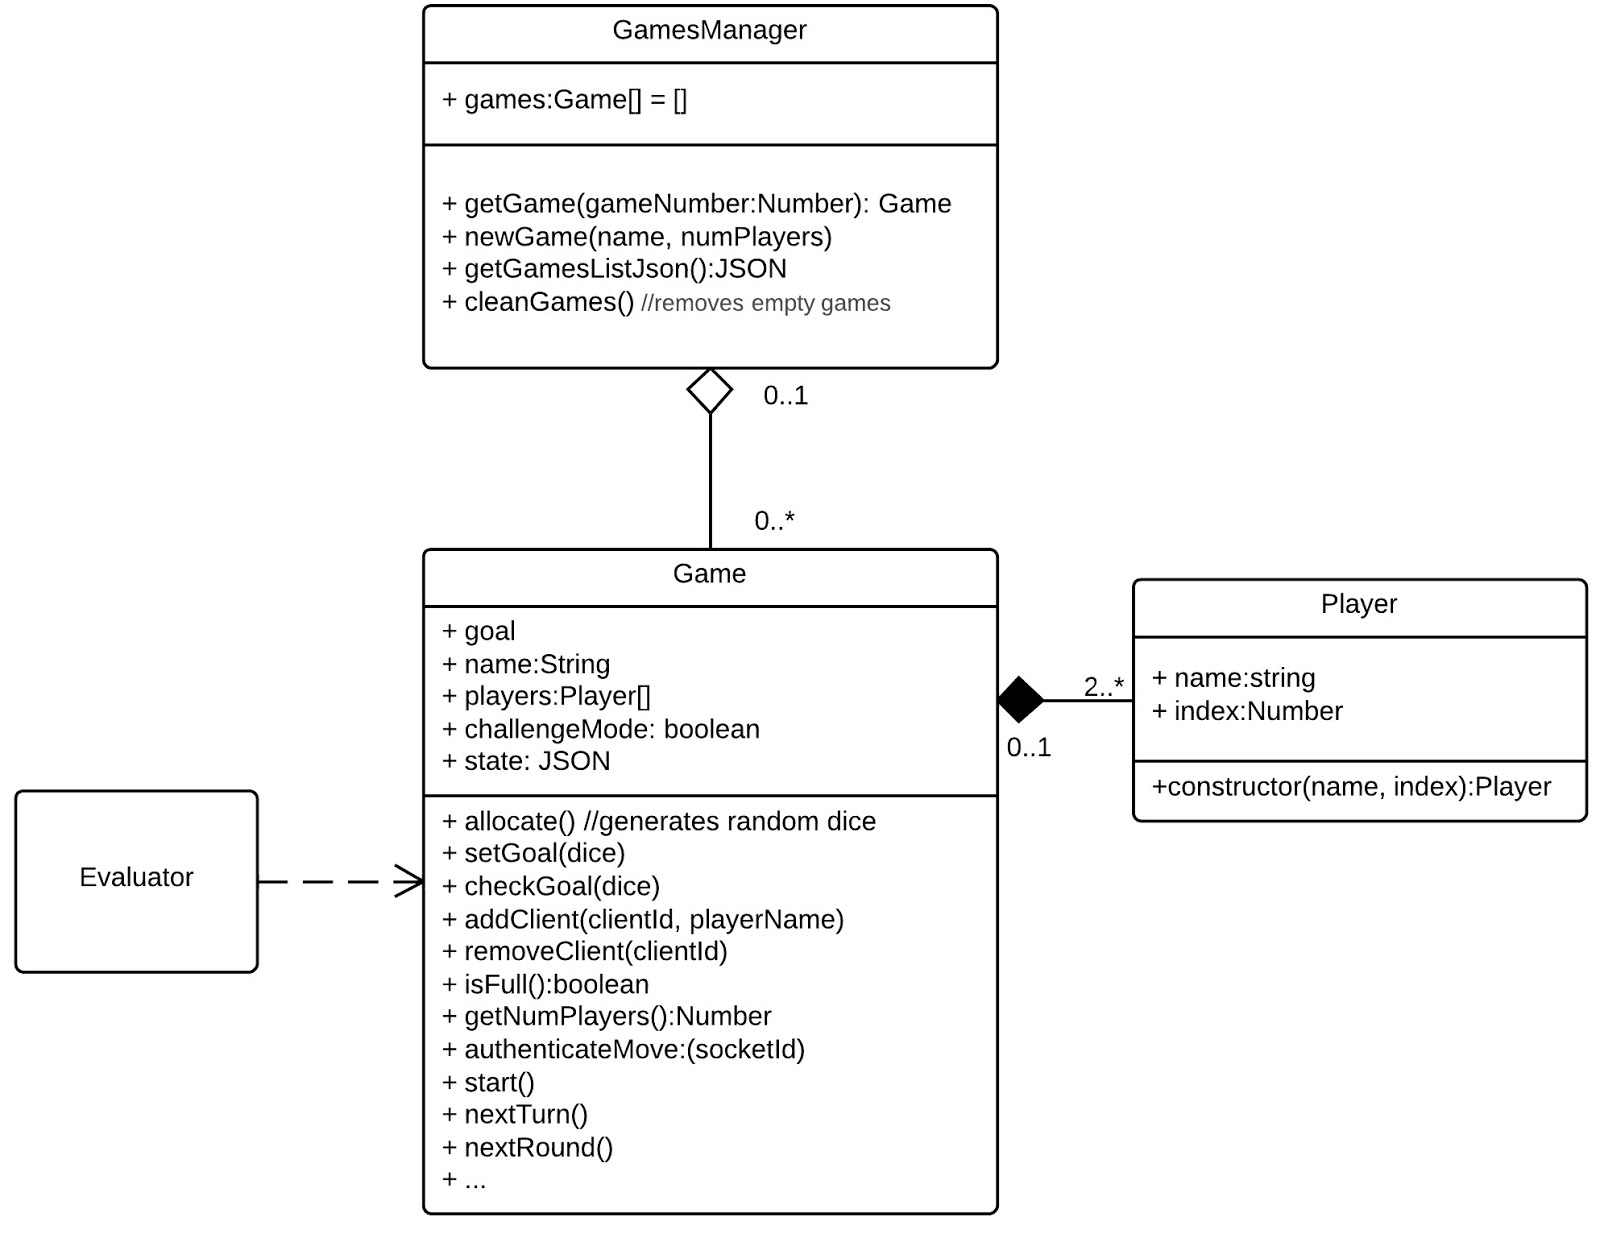 GamesManager
+ games:Game[] = []
+ getGame(gameNumber:Number): Game
+ newGame(name, numPlayers)
+ getGamesListJson():JSON
+ cleanGames() //removes empty games
0..1
0..*
Game
+ goal
+ name:String
+ players:Player[]
+ challengeMode: boolean
+ state: JSON
+ allocate() //generates random dice
+ setGoal(dice)
+ checkGoal(dice)
+ addClient(clientId, playerName)
+ removeClient(clientId)
+ isFull():boolean
+ getNumPlayers():Number
+ authenticateMove:(socketId)
+ start()
+ nextTurn()
+ nextRound()
+ ...
2..*
0..1
Player
+ name:string
+ index:Number
+constructor(name, index):Player
Evaluator